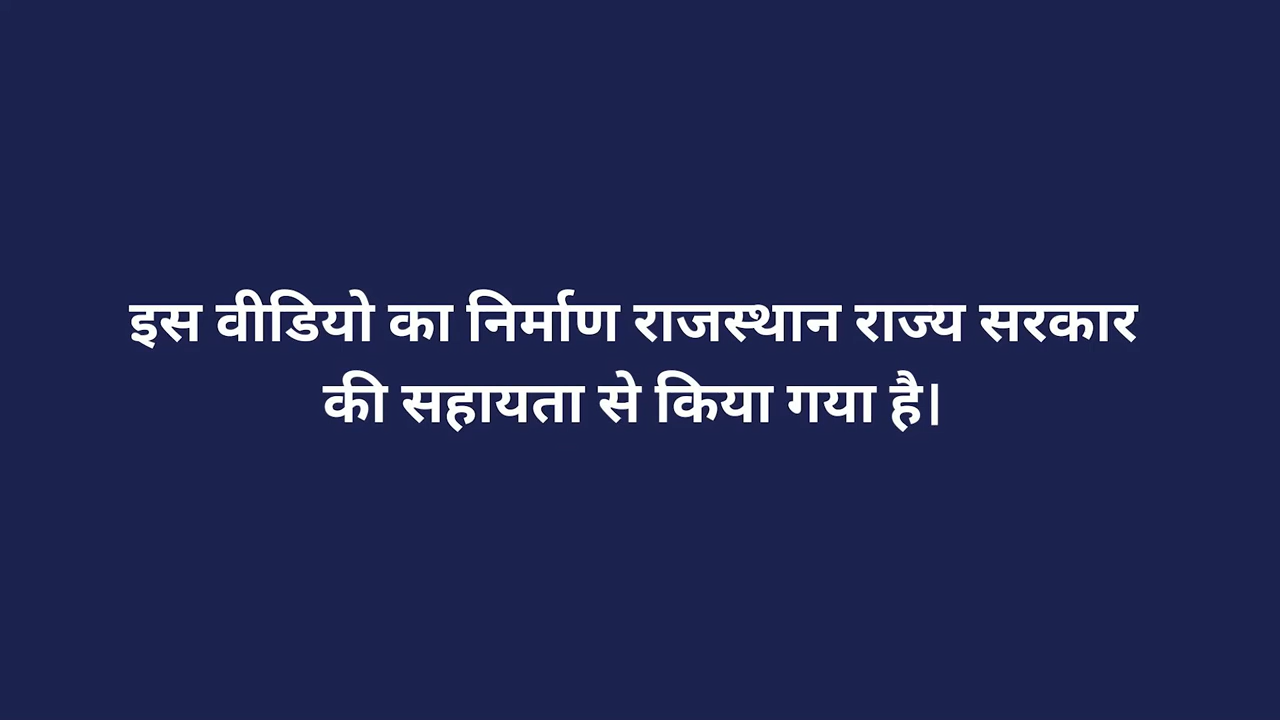 इस वीडियो का निर्माण राजस्थान राज्य सरकार
की सहायता से किया गया है।